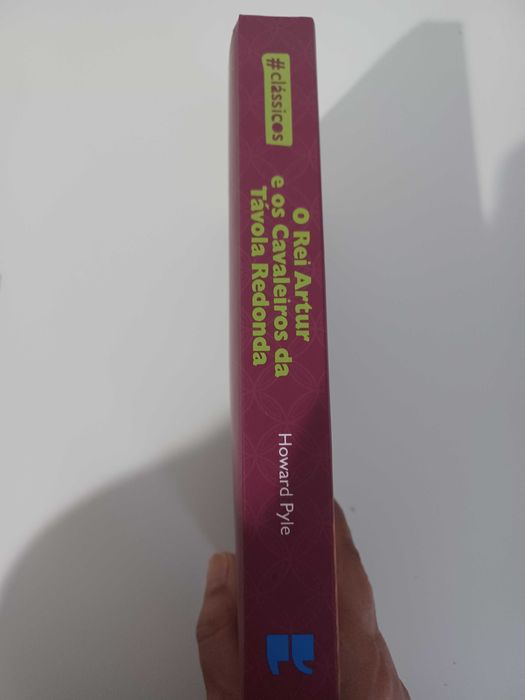 #clássicos
O Rei Artur
e os Cavaleiros da
Távola Redonda
Howard Pyle